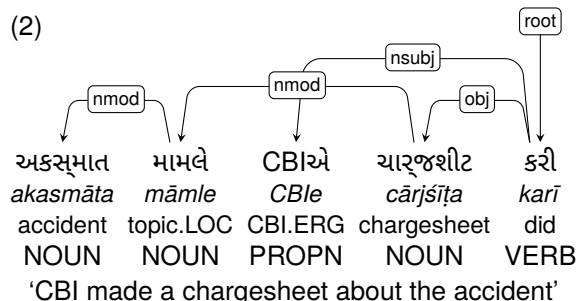 (2)
root
nsubj
nmod nmod obj
અકસ્‌માત મામલે CBIએ ચાર્‌જશીટ કરી
akasmāta māmle CBIe cārjśīṭa karī
accident topic.LOC CBI.ERG chargesheet did
NOUN NOUN PROPN NOUN VERB
‘CBI made a chargesheet about the accident’